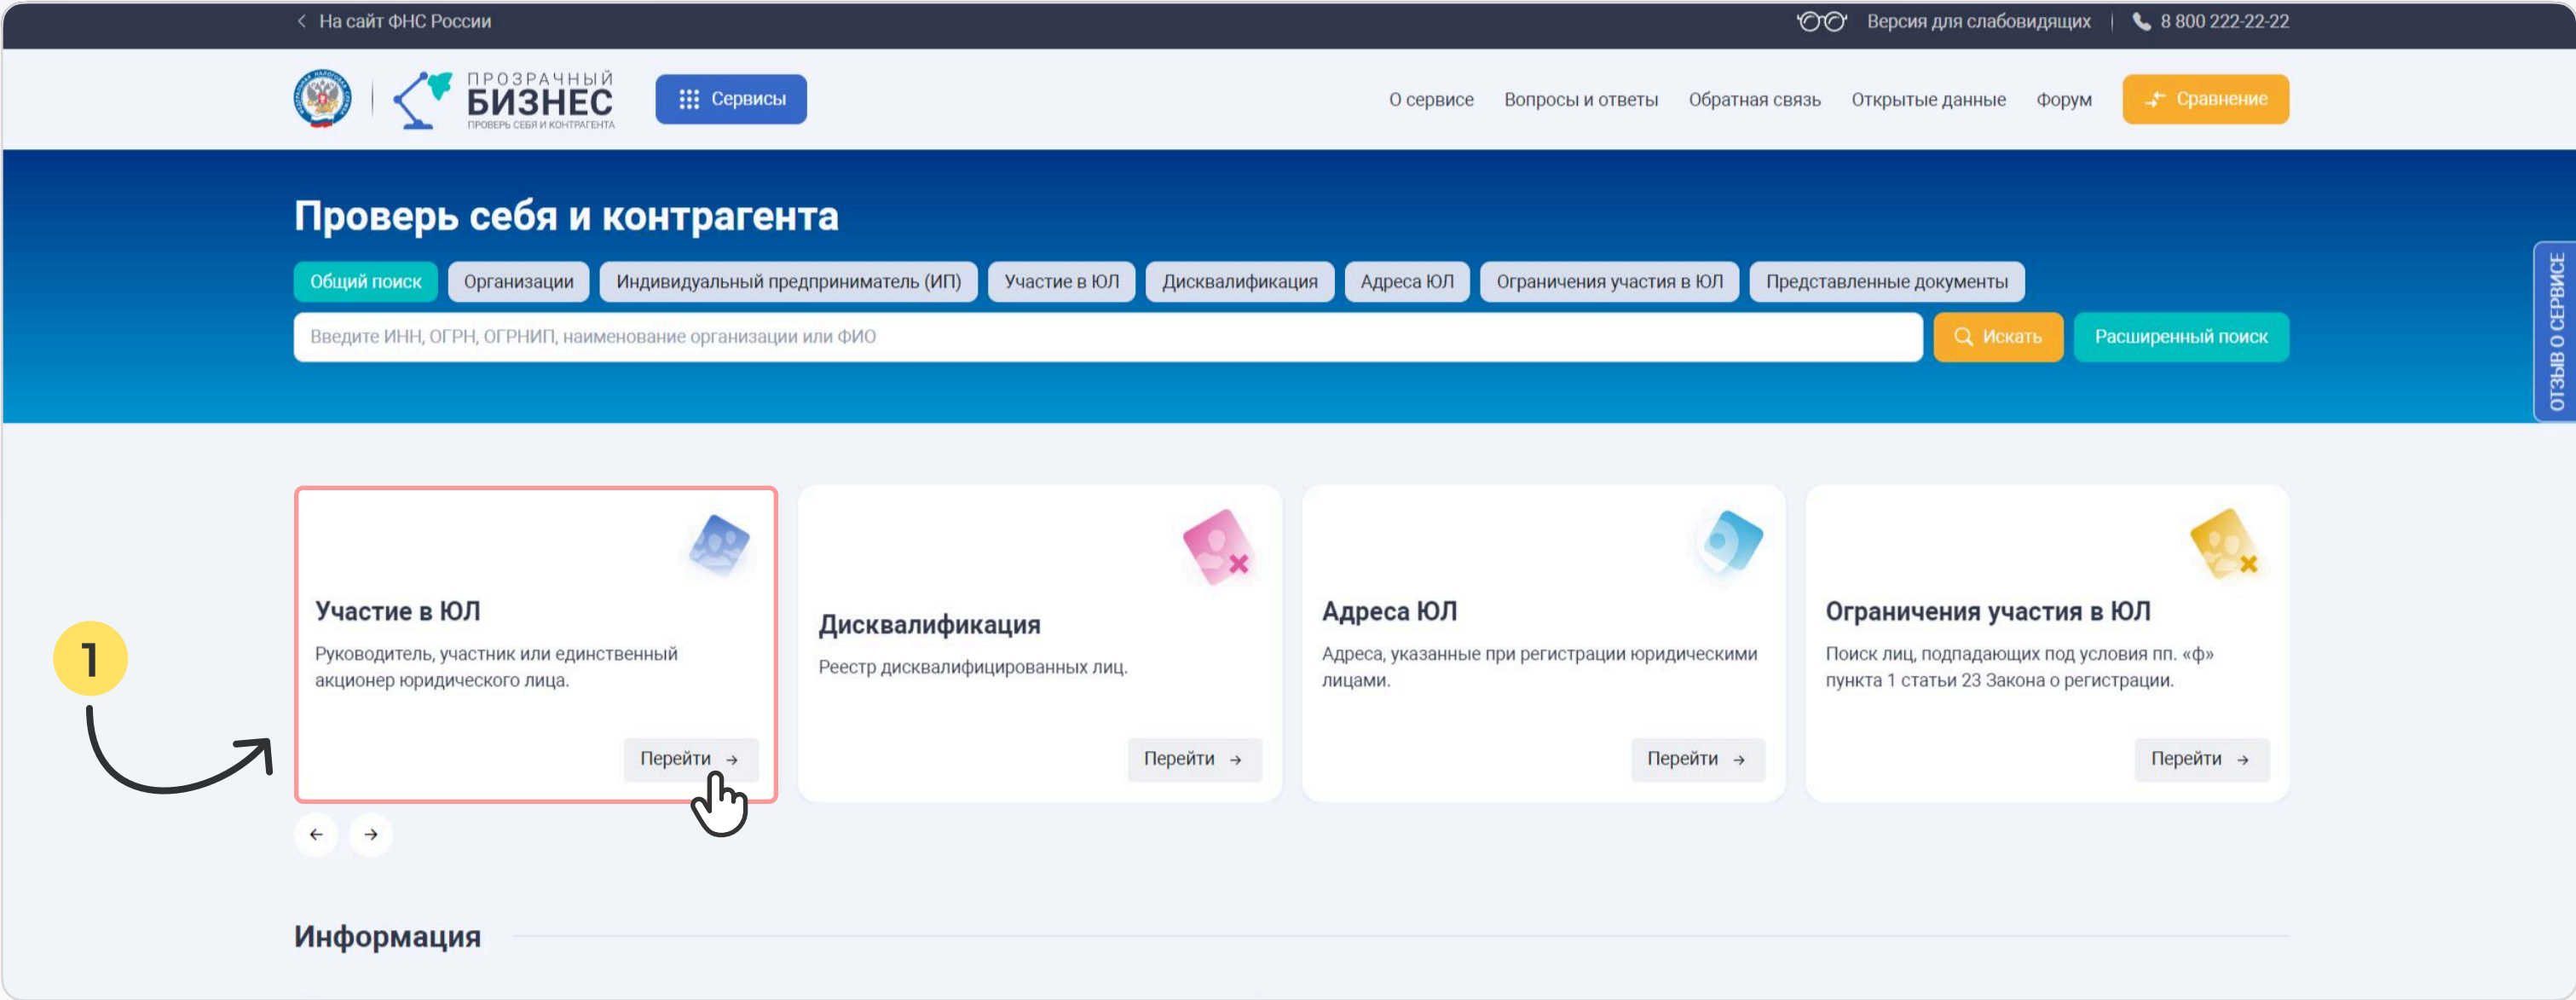 На сайт ФНС России
Версия для слабовидящих
8 800 222-22-22
ПРОЗРАЧНЫЙ
БИЗНЕС
ПРОВЕРЬ СЕБЯ И КОНТРАГЕНТА
Сервисы
О сервисе
Вопросы и ответы
Обратная связь
Открытые данные
Форум
Сравнение
Проверь себя и контрагента
Общий поиск
Организации
Индивидуальный предприниматель (ИП)
Участие в ЮЛ
Дисквалификация
Адреса ЮЛ
Ограничения участия в ЮЛ
Представленные документы
Введите ИНН, ОГРН, ОГРНИП, наименование организации или ФИО
Искать
Расширенный поиск
ОТЗЫВ О СЕРВИСЕ
1
Участие в ЮЛ
Руководитель, участник или единственный
акционер юридического лица.
Перейти
Дисквалификация
Реестр дисквалифицированных лиц.
Перейти
Адреса ЮЛ
Адреса, указанные при регистрации юридическими
лицами.
Перейти
Ограничения участия в ЮЛ
Поиск лиц, подпадающих под условия пп. «ф»
пункта 1 статьи 23 Закона о регистрации.
Перейти
Информация